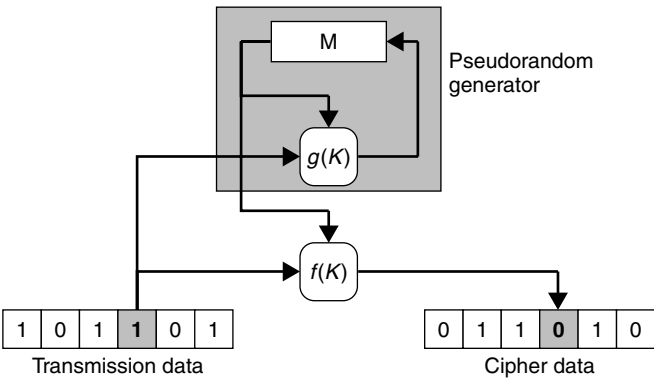 M
Pseudorandom
generator
g(K)
f(K)
1 0 1 1 0 1
0 1 1 0 1 0
Transmission data
Cipher data